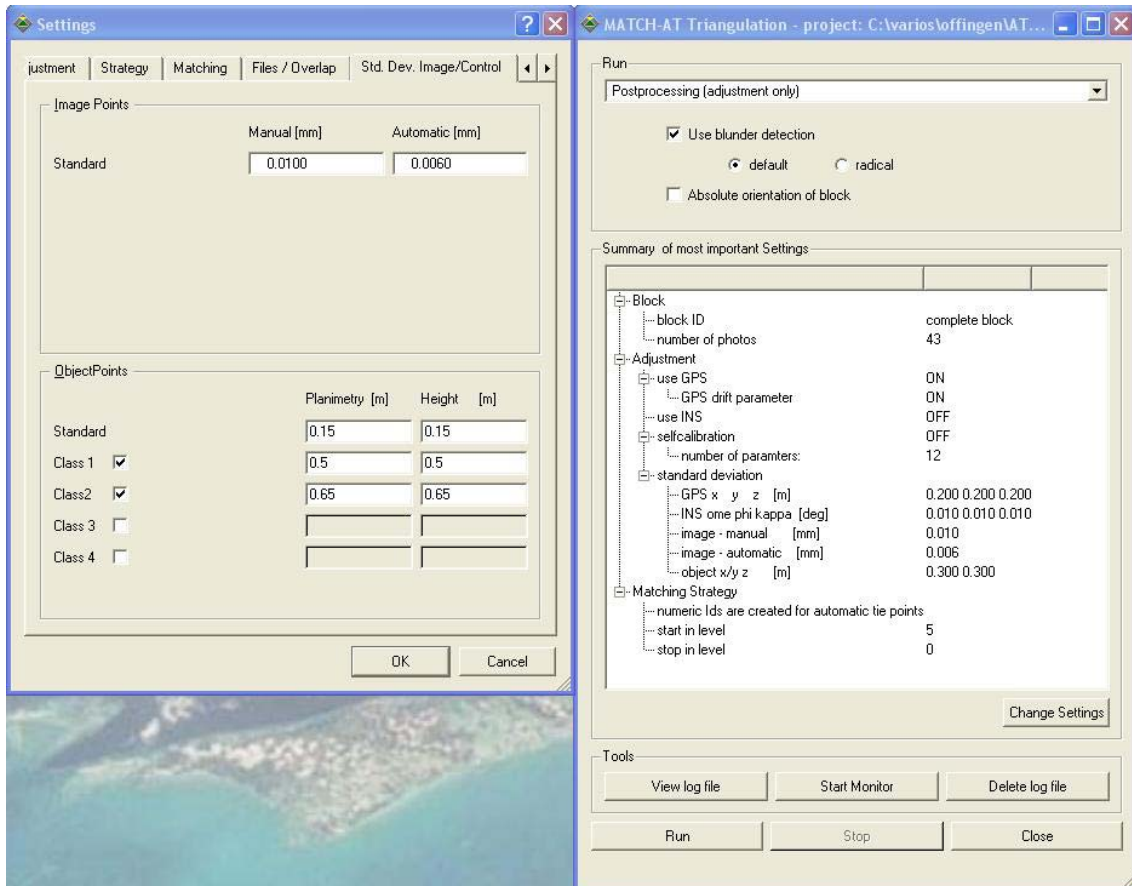 Settings
justment Strategy Matching Files / Overlap Std. Dev. Image/Control
Image Points
Manual [mm] Automatic [mm]
Standard 0.0100 0.0060
ObjectPoints
Planimetry [m] Height [m]
Standard 0.15 0.15
Class 1 0.5 0.5
Class2 0.65 0.65
Class 3
Class 4
OK Cancel
MATCH-AT Triangulation - project: C:\varios\offingen\AT...
Run
Postprocessing (adjustment only)
Use blunder detection
default radical
Absolute orientation of block
Summary of most important Settings
Block
block ID complete block
number of photos 43
Adjustment
use GPS ON
GPS drift parameter ON
use INS OFF
selfcalibration OFF
number of paramters: 12
standard deviation
GPS x y z [m] 0.200 0.200 0.200
INS ome phi kappa [deg] 0.010 0.010 0.010
image - manual [mm] 0.010
image - automatic [mm] 0.006
object x/y z [m] 0.300 0.300
Matching Strategy
numeric Ids are created for automatic tie points
start in level 5
stop in level 0
Change Settings
Tools
View log file Start Monitor Delete log file
Run Stop Close